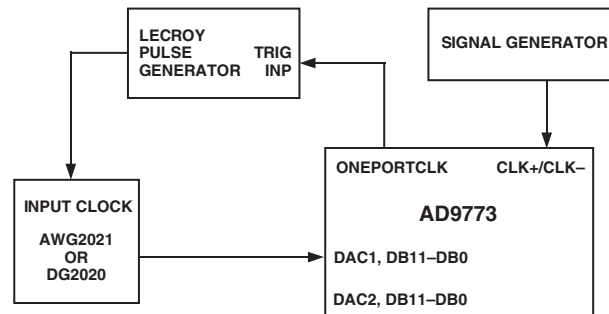 LECROY
PULSE TRIG
GENERATOR INP
SIGNAL GENERATOR
ONEPORTCLK CLK+/CLK–
AD9773
DAC1, DB11–DB0
DAC2, DB11–DB0
INPUT CLOCK
AWG2021
OR
DG2020